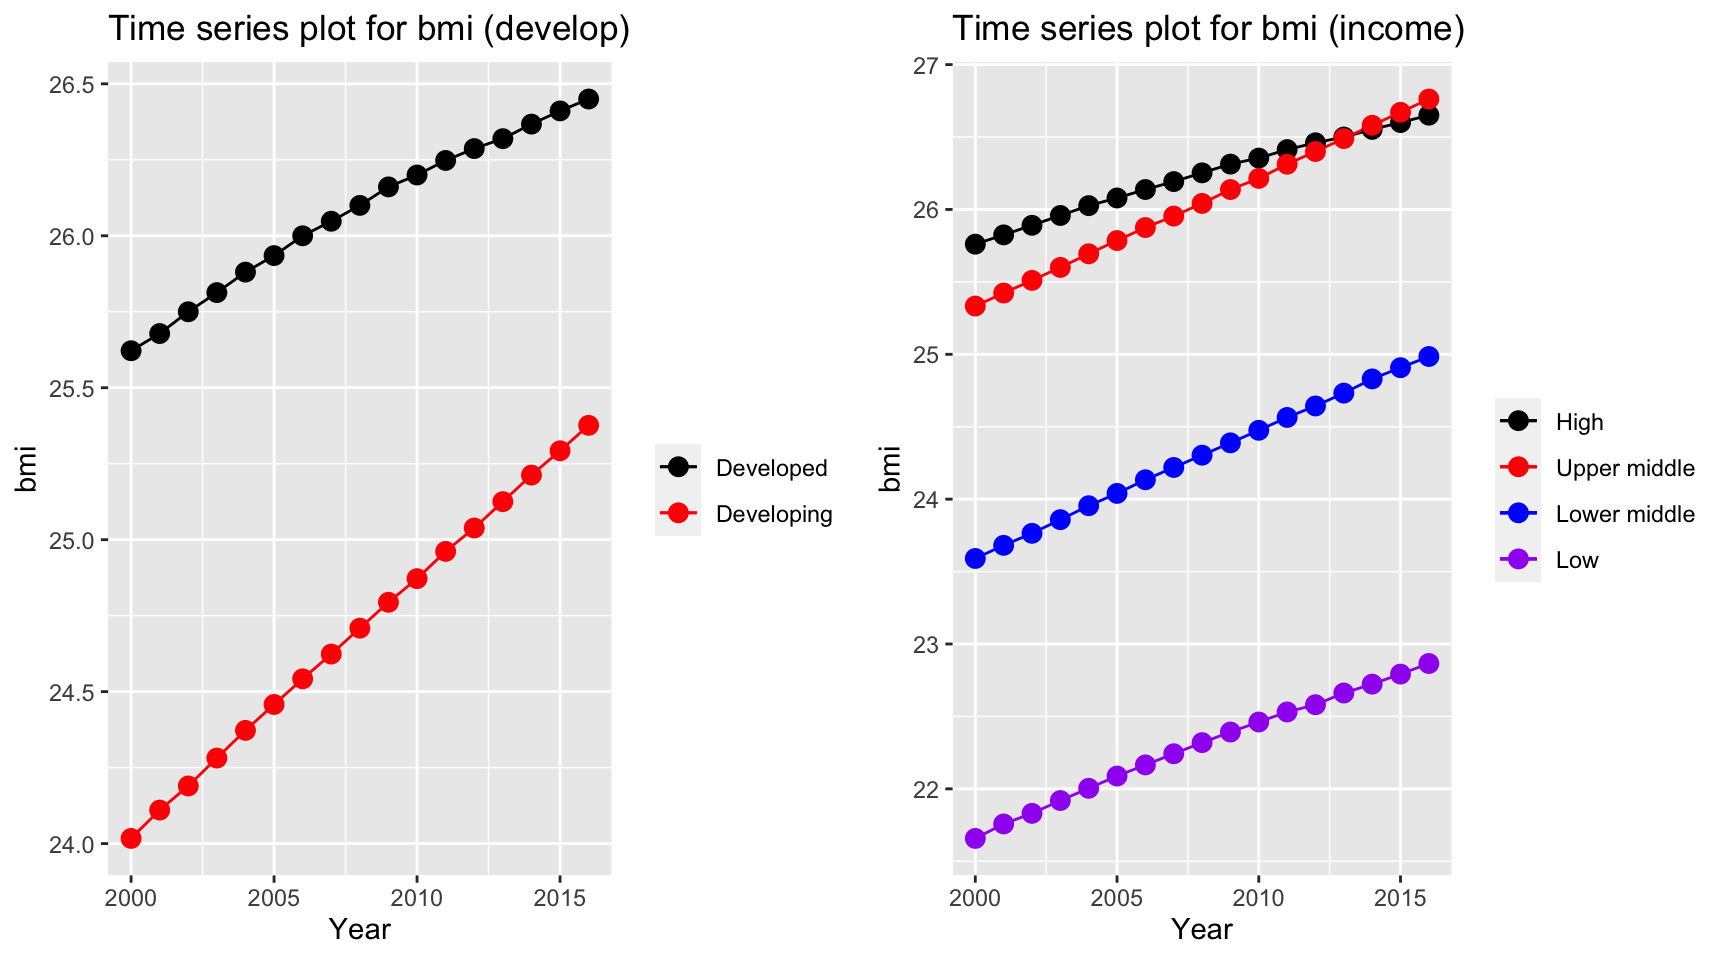 Time series plot for bmi (develop)
26.5
26.0
25.5
25.0
24.5
24.0
bmi
2000 2005 2010 2015
Year
Developed
Developing
Time series plot for bmi (income)
27
26
25
24
23
22
bmi
2000 2005 2010 2015
Year
High
Upper middle
Lower middle
Low